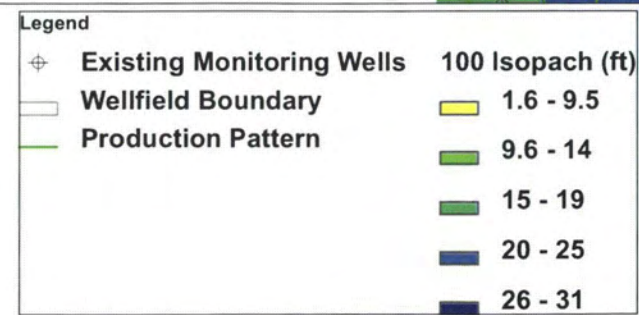 Legend
Existing Monitoring Wells
Wellfield Boundary
Production Pattern
100 Isopach (ft)
1.6 - 9.5
9.6 - 14
15 - 19
20 - 25
26 - 31